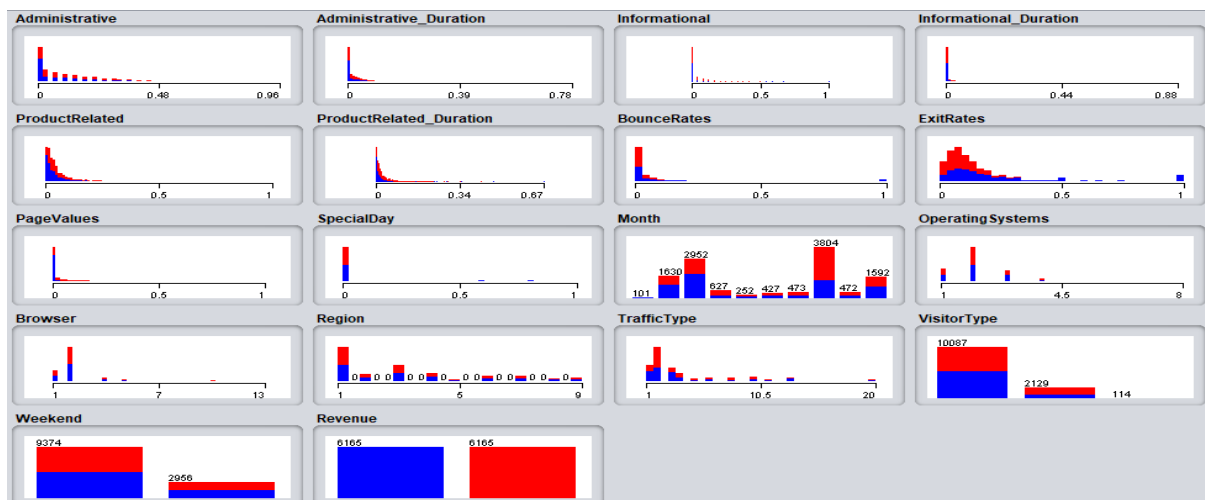 Administrative Administrative_Duration Informational Informational_Duration
0 0.48 0.96 0 0.39 0.78 0 0.5 1 0 0.44 0.88
ProductRelated ProductRelated_Duration BounceRates ExitRates
0 0.5 1 0 0.34 0.67 0 0.5 1 0 0.5 1
PageValues SpecialDay Month OperatingSystems
101 1630 2952 627 252 427 473 3804 472 1592
0 0.5 1 0 0.5 1 1 4.5 8
Browser Region TrafficType VisitorType
0 0 0 0 0 0 0 0 0 0 0 0 0 0 0 10087 2129 114
1 7 13 1 5 9 1 10.5 20
Weekend Revenue
9374 2956 6165 6165